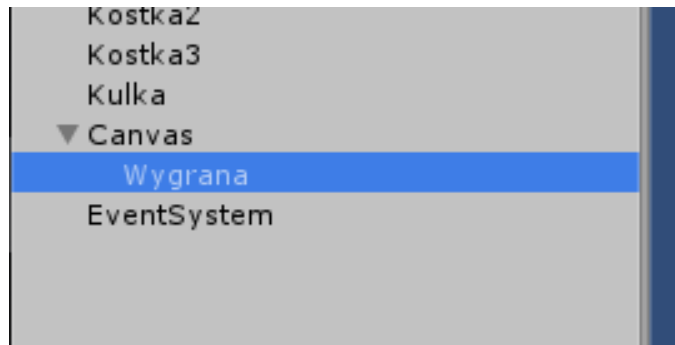 Kostka2
Kostka3
Kulka
Canvas
Wygrana
EventSystem